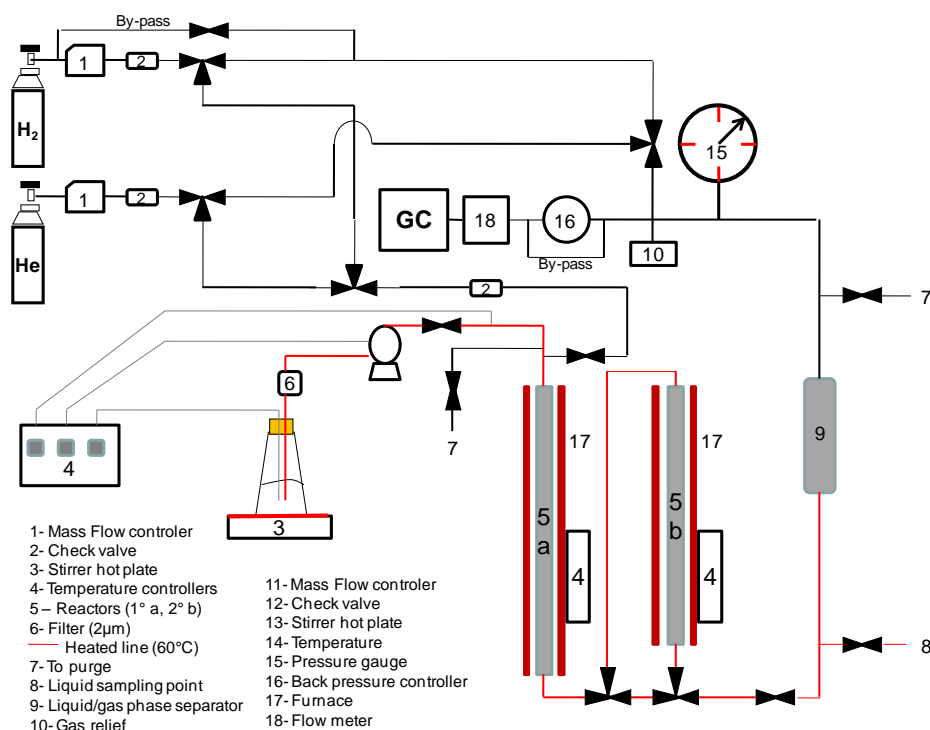 By-pass
1
2
H2
15
1
2
GC
18
16
10
By-pass
He
2
7
6
7
17
17
9
4
5
a
5
b
3
4
4
8
1- Mass Flow controler
2- Check valve
3- Stirrer hot plate
4- Temperature controllers
5 – Reactors (1° a, 2° b)
6- Filter (2µm)
Heated line (60°C)
7- To purge
8- Liquid sampling point
9- Liquid/gas phase separator
10- Gas relief
11- Mass Flow controler
12- Check valve
13- Stirrer hot plate
14- Temperature
15- Pressure gauge
16- Back pressure controller
17- Furnace
18- Flow meter